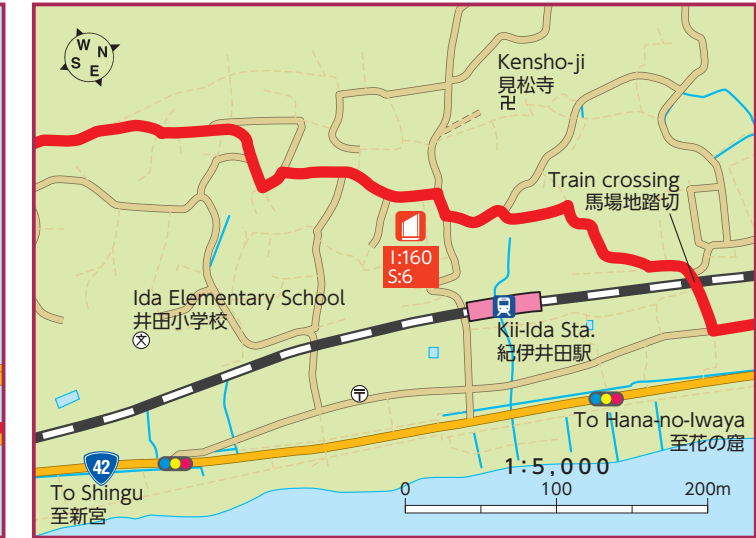 W
N
S
E
Kensho-ji
見松寺
卍
Train crossing
馬場地踏切
I:160
S:6
Ida Elementary School
井田小学校
文
Kii-Ida Sta.
紀伊井田駅
〒
To Hana-no-Iwaya
至花の窟
42
To Shingu
至新宮
1:5,000
0 100 200m